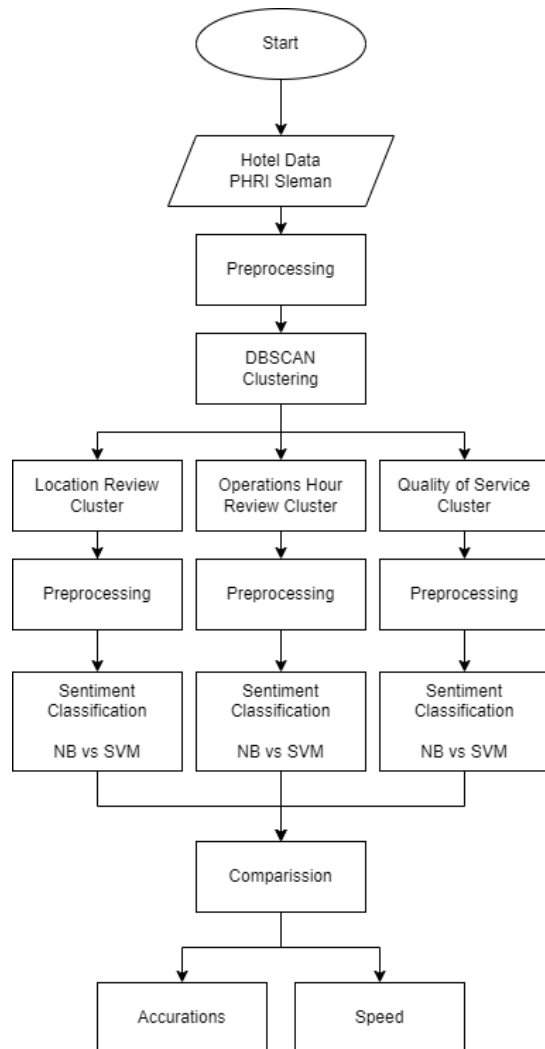 Start
Hotel Data
PHRI Sleman
Preprocessing
DBSCAN
Clustering
Location Review
Cluster
Operations Hour
Review Cluster
Quality of Service
Cluster
Preprocessing
Preprocessing
Preprocessing
Sentiment
Classification
NB vs SVM
Sentiment
Classification
NB vs SVM
Sentiment
Classification
NB vs SVM
Comparission
Accurations
Speed